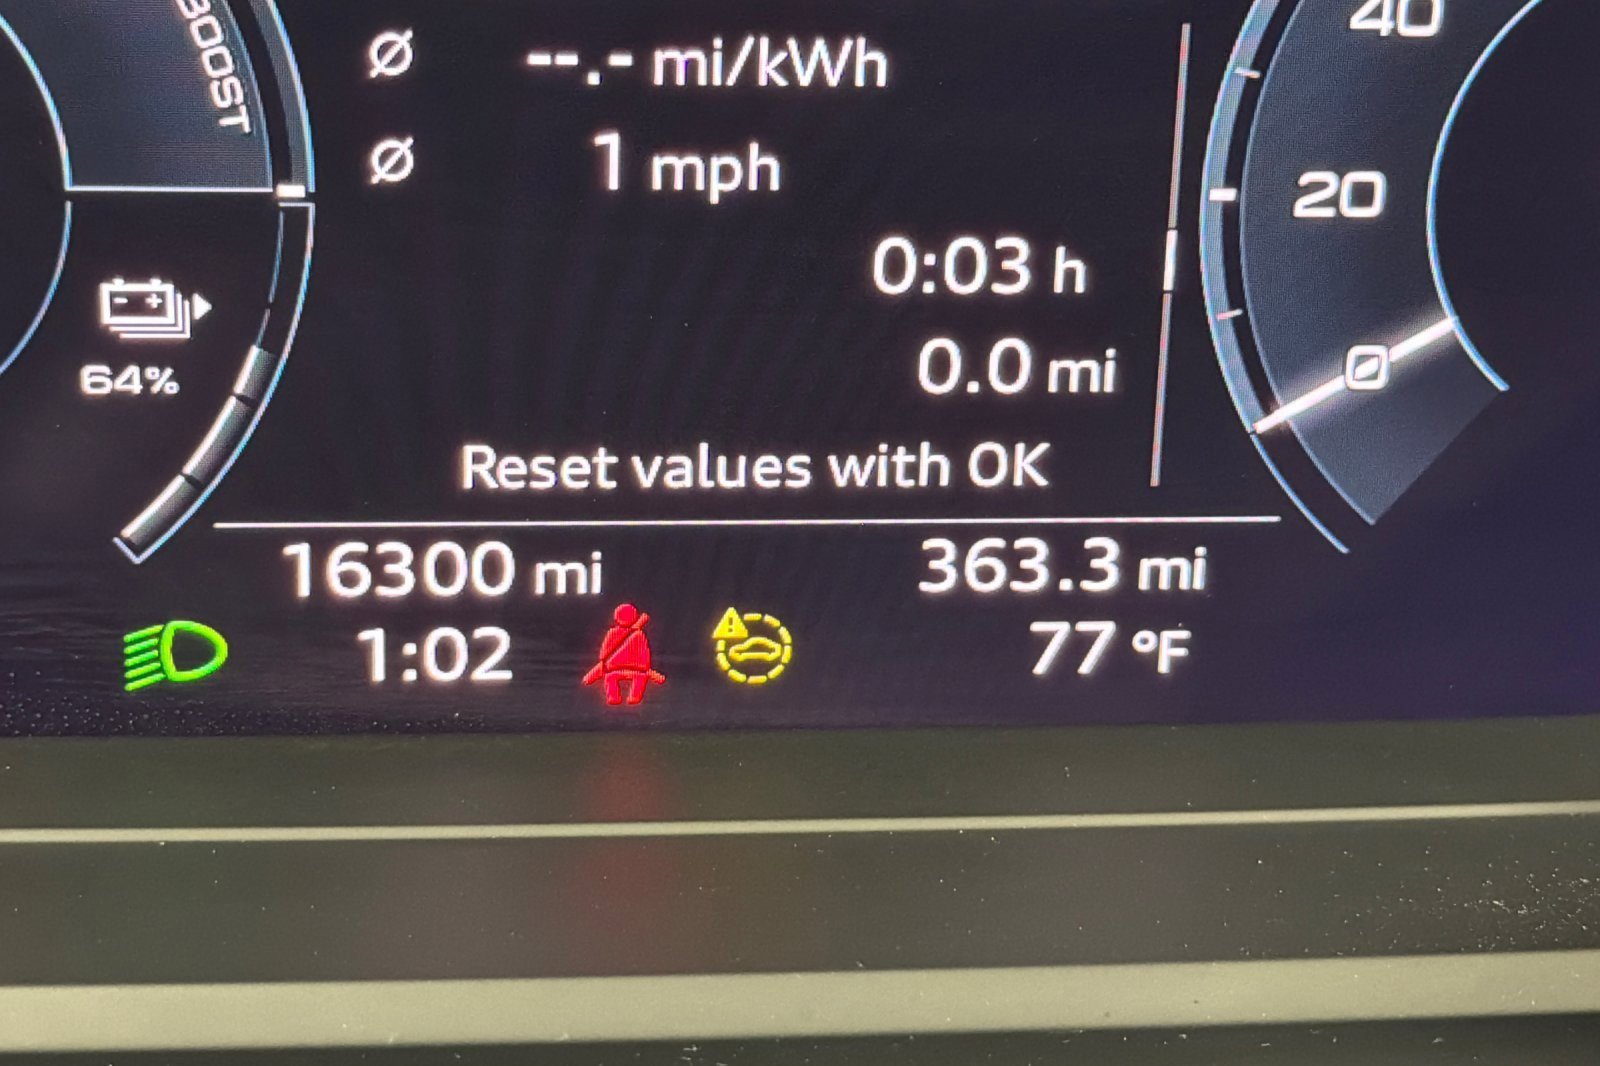 BOOST
Ø --.- mi/kWh
Ø 1 mph
0:03 h
0.0 mi
Reset values with OK
16300 mi 363.3 mi
1:02 77 °F
64%
40
20
0